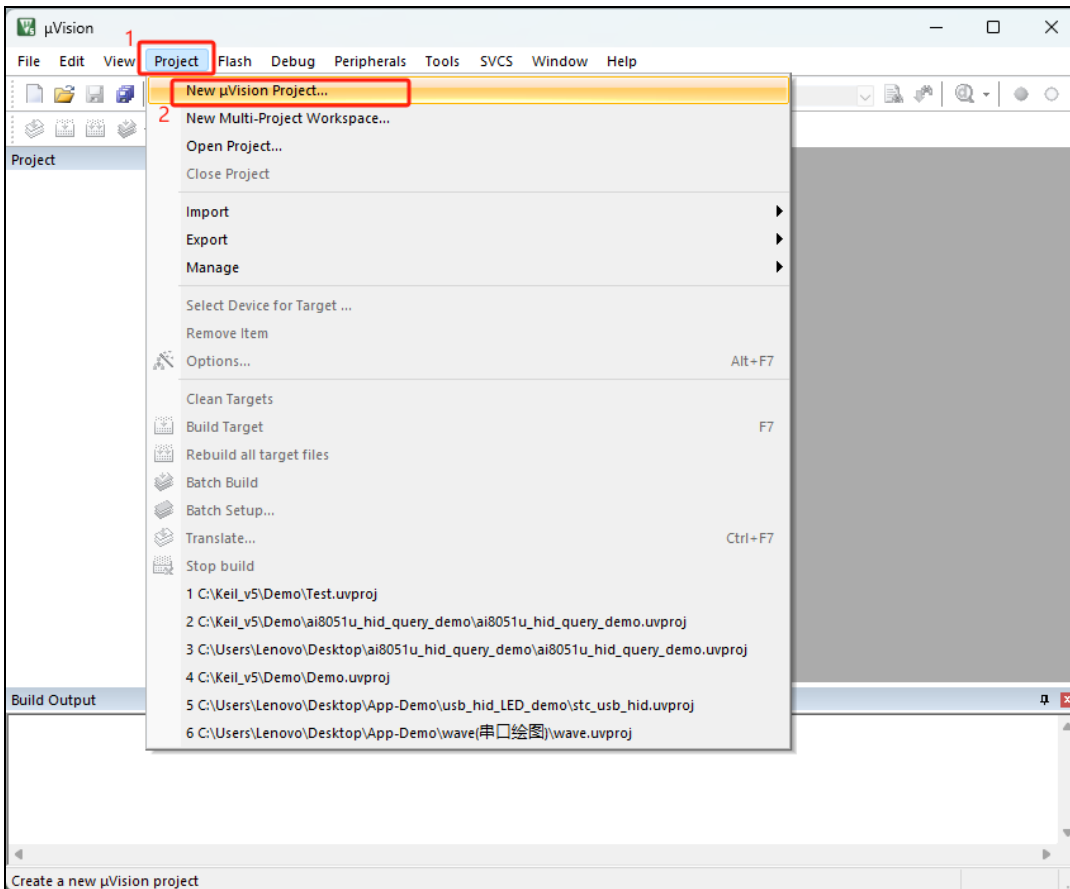 µVision
1
File Edit View Project Flash Debug Peripherals Tools SVCS Window Help
New µVision Project...
2
New Multi-Project Workspace...
Open Project...
Project
Close Project
Import
Export
Manage
Select Device for Target ...
Remove Item
Options... Alt+F7
Clean Targets
Build Target F7
Rebuild all target files
Batch Build
Batch Setup...
Translate... Ctrl+F7
Stop build
1 C:\Keil_v5\Demo\Test.uvproj
2 C:\Keil_v5\Demo\ai8051u_hid_query_demo\ai8051u_hid_query_demo.uvproj
3 C:\Users\Lenovo\Desktop\ai8051u_hid_query_demo\ai8051u_hid_query_demo.uvproj
4 C:\Keil_v5\Demo\Demo.uvproj
5 C:\Users\Lenovo\Desktop\App-Demo\usb_hid_LED_demo\stc_usb_hid.uvproj
6 C:\Users\Lenovo\Desktop\App-Demo\wave(串口绘图)\wave.uvproj
Build Output
Create a new µVision project